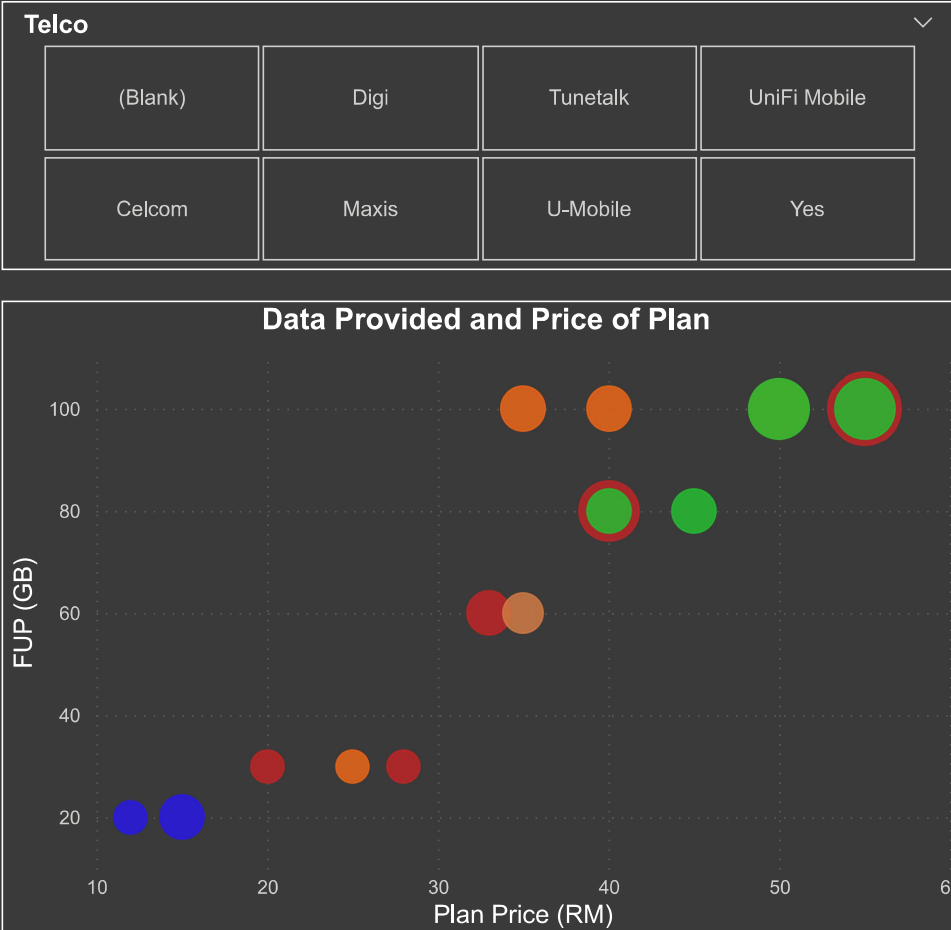 Telco
(Blank) Digi Tunetalk UniFi Mobile
Celcom Maxis U-Mobile Yes
Data Provided and Price of Plan
100
80
60
40
20
FUP (GB)
10 20 30 40 50
Plan Price (RM)